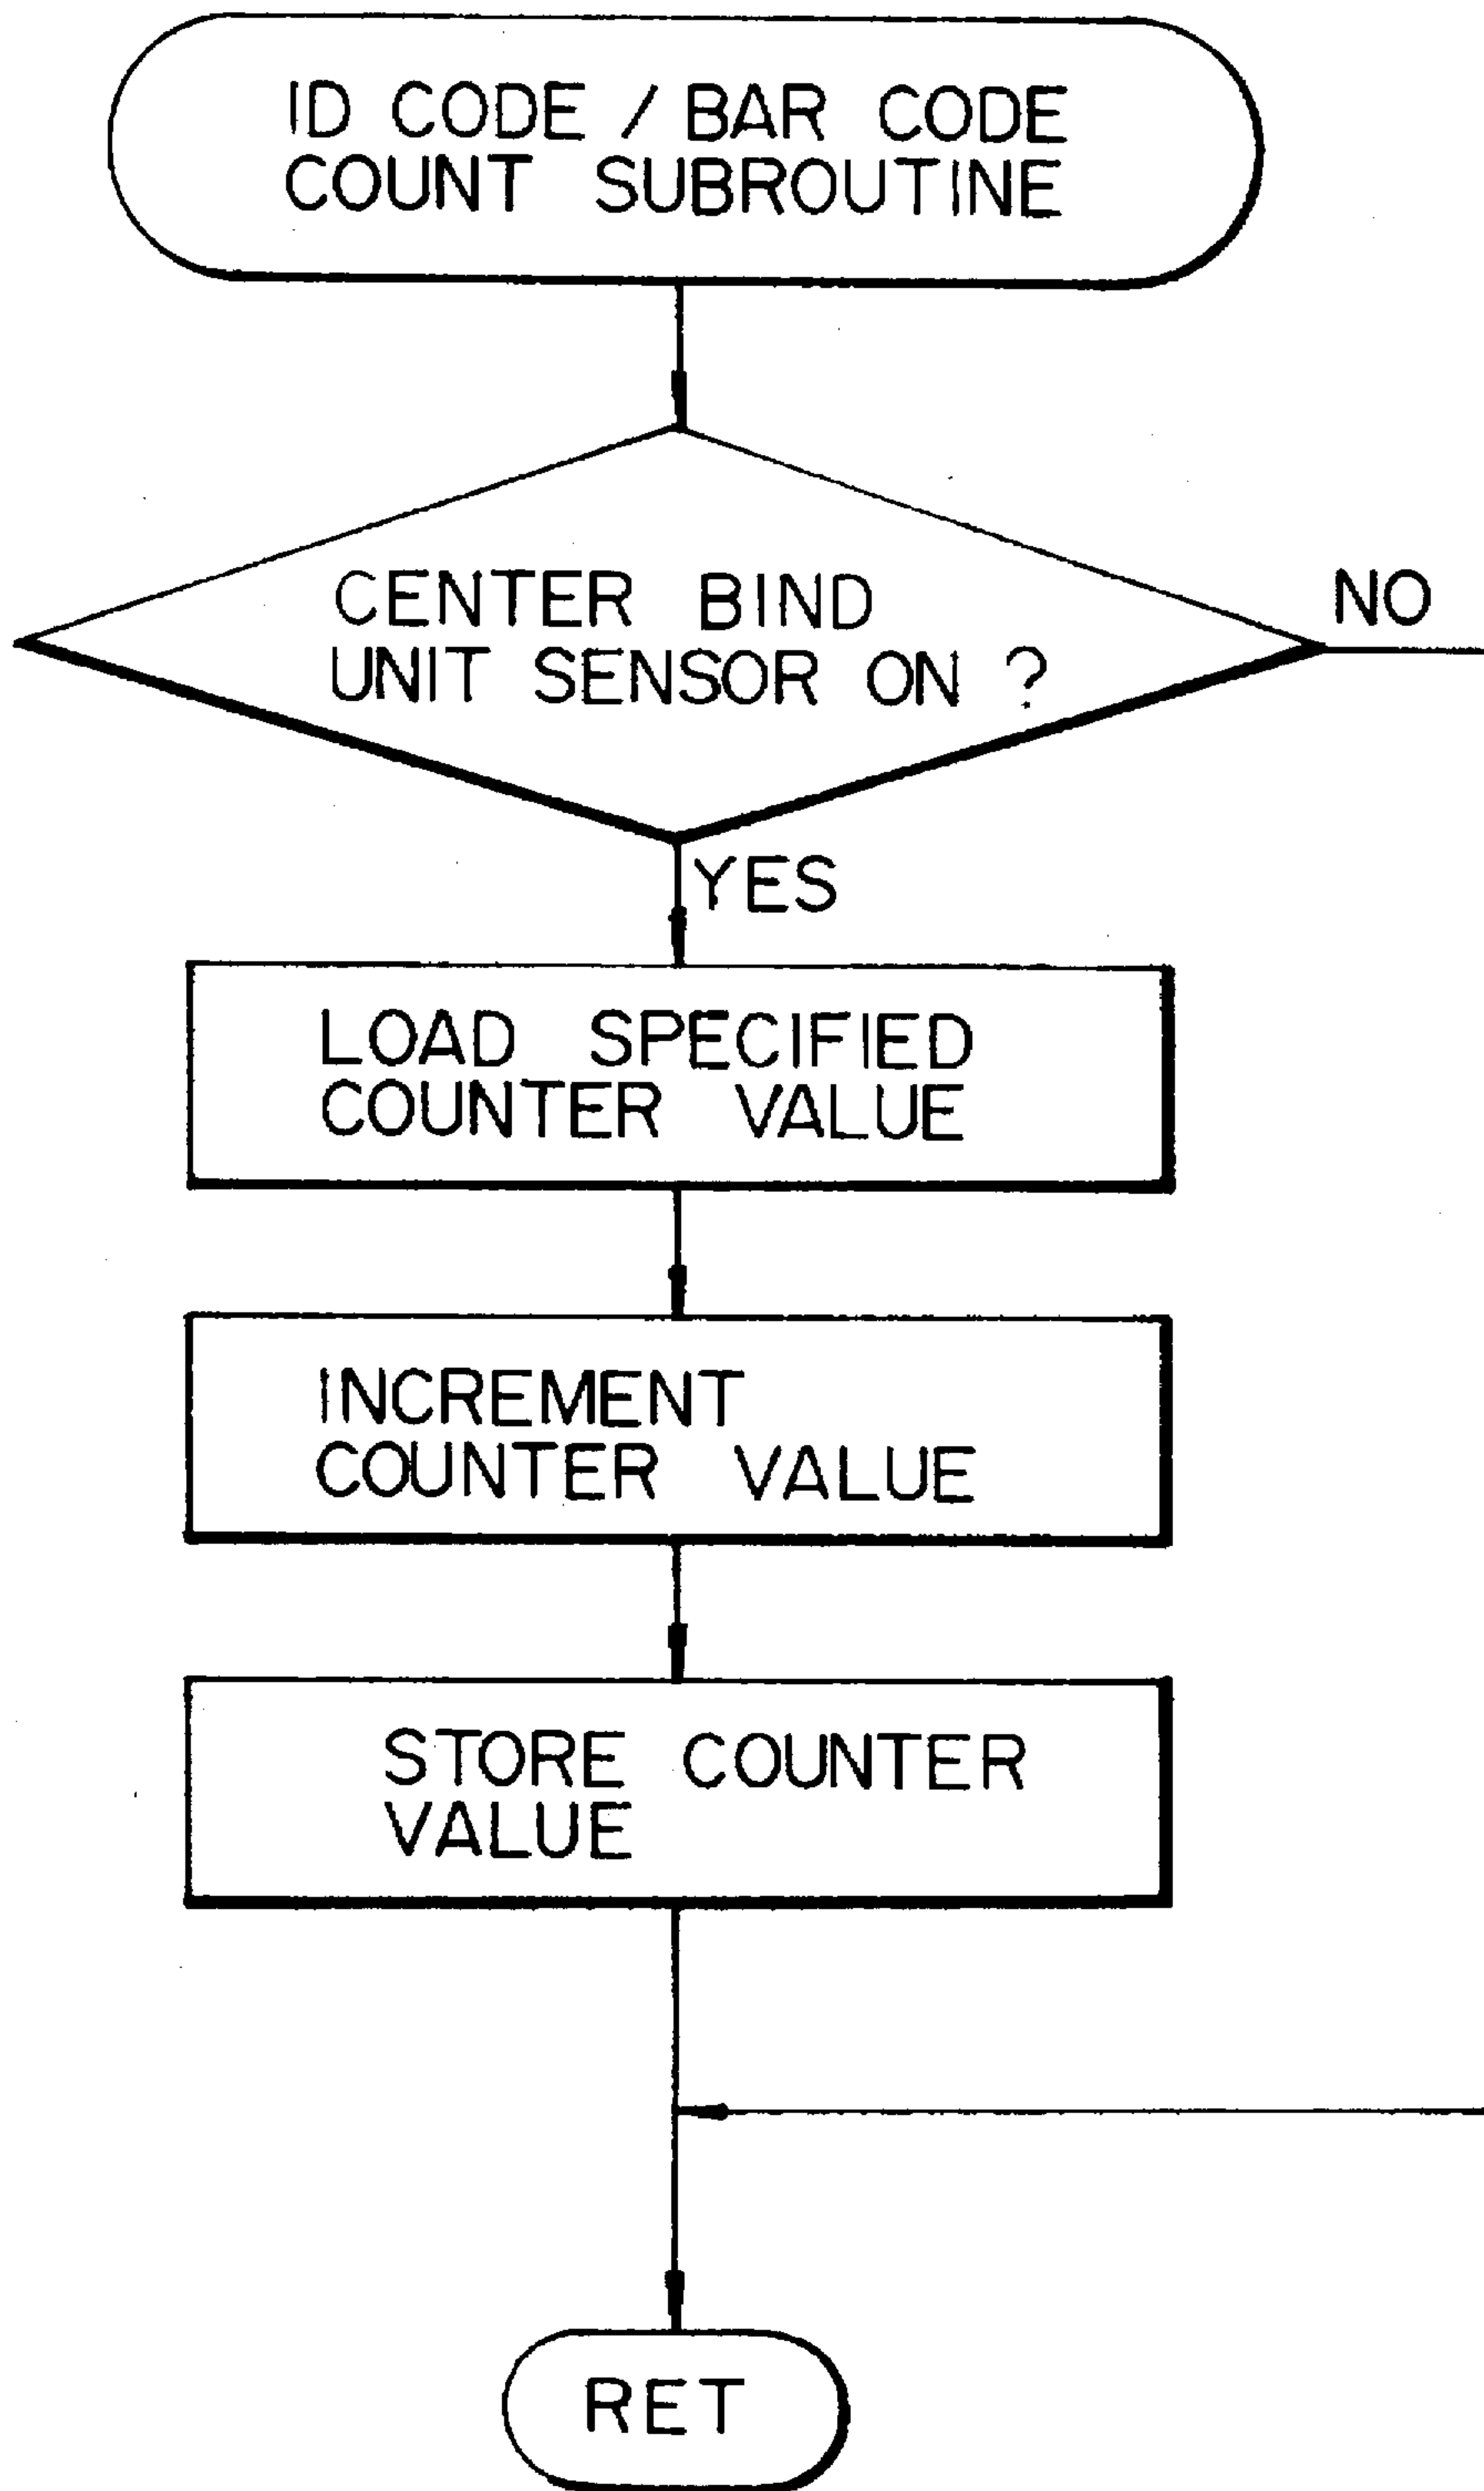 ID CODE / BAR CODE
COUNT SUBROUTINE
CENTER BIND
UNIT SENSOR ON ?
NO
YES
LOAD SPECIFIED
COUNTER VALUE
INCREMENT
COUNTER VALUE
STORE COUNTER
VALUE
RET